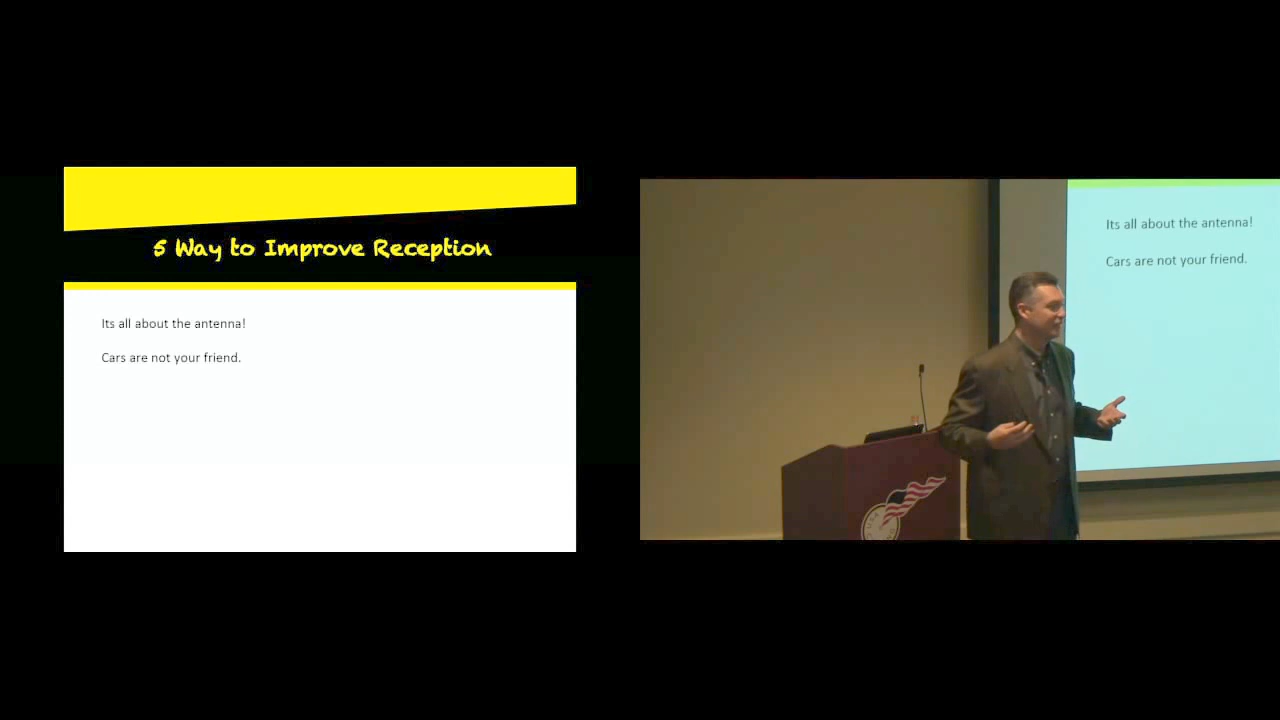 5 Way to Improve Reception
Its all about the antenna!
Cars are not your friend.
Its all about the antenna!
Cars are not your friend.
USA